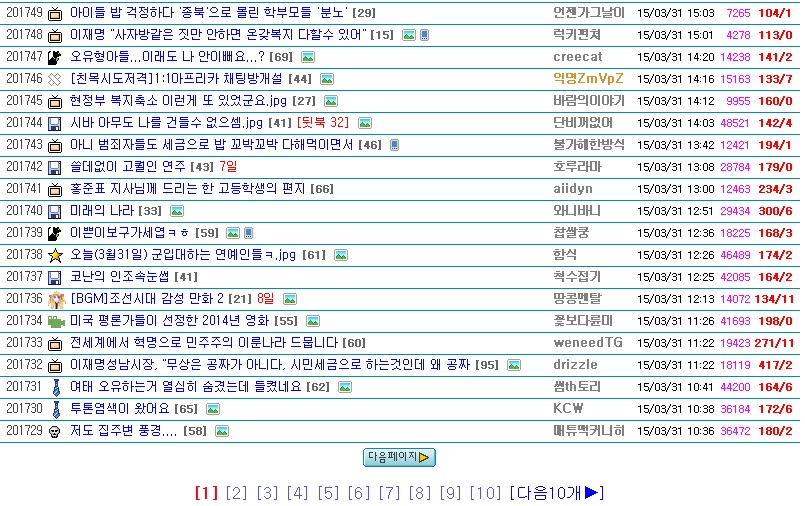 201749 아이들 밥 걱정하다 '종북'으로 몰린 학부모들 '분노' [29] 언젠가그날이 15/03/31 15:03 7265 104/1
201748 이재명 "사자방같은 짓만 안하면 온갖복지 다할수 있어" [15] 럭키펀쳐 15/03/31 15:01 4278 113/0
201747 오유형아들...이래도 나 안이뻐요...? [69] creecat 15/03/31 14:20 14238 141/2
201746 [친목시도저격]1:1아프리카 채팅방개설 [44] 익명ZmVpZ 15/03/31 14:16 15163 133/7
201745 현정부 복지축소 이런게 또 있었군요.jpg [27] 바람의이야기 15/03/31 14:12 9955 160/0
201744 시바 아무도 나를 건들수 없으셈.jpg [41] [뒷북 32] 단비껴없어 15/03/31 14:03 48521 142/4
201743 아니 범죄자들도 세금으로 밥 꼬박꼬박 다해먹이면서 [46] 불가해한방식 15/03/31 13:42 12421 194/1
201742 쓸데없이 고퀄인 연주 [43] 7일 호루라마 15/03/31 13:08 28784 179/0
201741 홍준표 지사님께 드리는 한 고등학생의 편지 [66] aiidyn 15/03/31 13:00 12463 234/3
201740 미래의 나라 [33] 와니바니 15/03/31 12:51 29434 300/6
201739 이쁜이보구가세엽ㅋㅎ [59] 찹쌀쿵 15/03/31 12:36 18225 168/3
201738 오늘(3월31일) 군입대하는 연예인들ㅋ.jpg [61] 함식 15/03/31 12:26 46489 174/2
201737 코난의 인조속눈썹 [41] 척수접기 15/03/31 12:25 42085 164/2
201736 [BGM]조선시대 감성 만화 2 [21] 8일 땅콩멘탈 15/03/31 12:13 14072 134/11
201734 미국 평론가들이 선정한 2014년 영화 [55] 꽃보다륜미 15/03/31 11:26 41693 198/0
201733 전세계에서 혁명으로 민주주의 이룬나라 드뭅니다 [60] weneedTG 15/03/31 11:22 19423 271/11
201732 이재명성남시장, "무상은 공짜가 아니다, 시민세금으로 하는것인데 왜 공짜 [95] drizzle 15/03/31 11:22 18119 417/2
201731 여태 오유하는거 열심히 숨겼는데 들켰네요 [62] 썸th토리 15/03/31 10:41 44200 164/6
201730 투톤염색이 왔어요 [65] KCW 15/03/31 10:38 36184 172/6
201729 저도 집주변 풍경.... [58] 매튜맥커니히 15/03/31 10:36 36472 180/2
다음페이지▶
[1] [2] [3] [4] [5] [6] [7] [8] [9] [10] [다음10개▶]